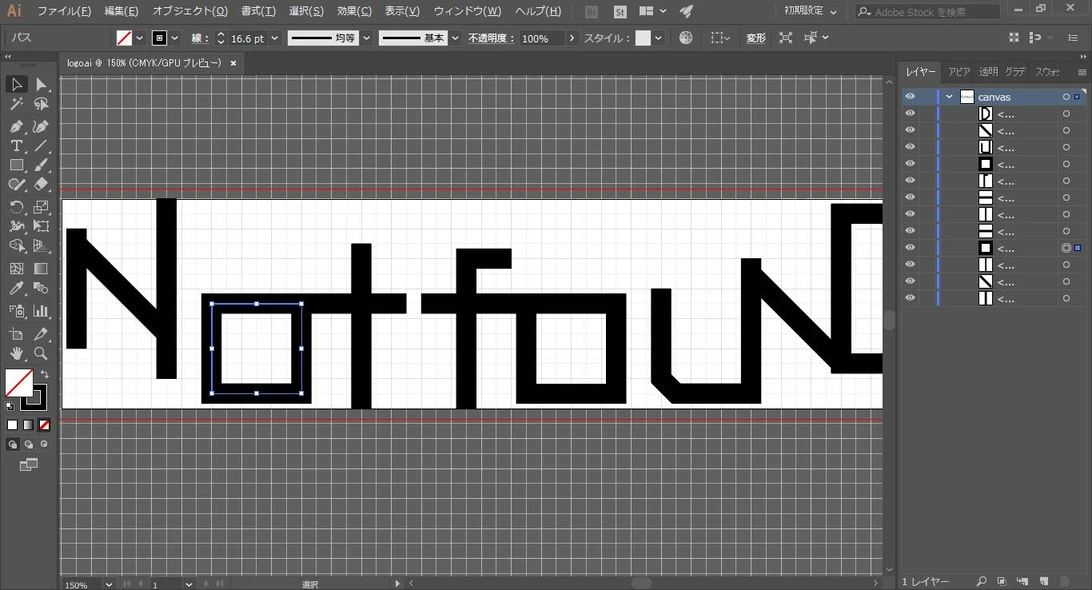 Ai ファイル(F) 編集(E) オブジェクト(O) 書式(T) 選択(S) 効果(C) 表示(V) ウィンドウ(W) ヘルプ(H) Br St 初期設定 Adobe Stock を検索
パス 線： 16.6 pt 均等 基本 不透明度： 100% スタイル： 変形
logo.ai @ 150% (CMYK/GPU プレビュー) ×
レイヤー アピア 透明 グラデ スウォ
canvas
<...
<...
<...
<...
<...
<...
<...
<...
<...
<...
<...
<...
Not founD
150% 1 選択
1 レイヤー